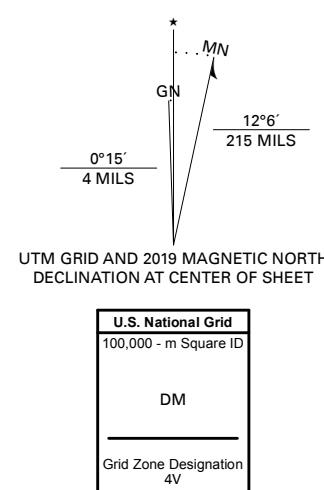 ★
MN
GN
12°6´
215 MILS
0°15´
4 MILS
UTM GRID AND 2019 MAGNETIC NORTH
DECLINATION AT CENTER OF SHEET
U.S. National Grid
100,000 - m Square ID
DM
Grid Zone Designation
4V